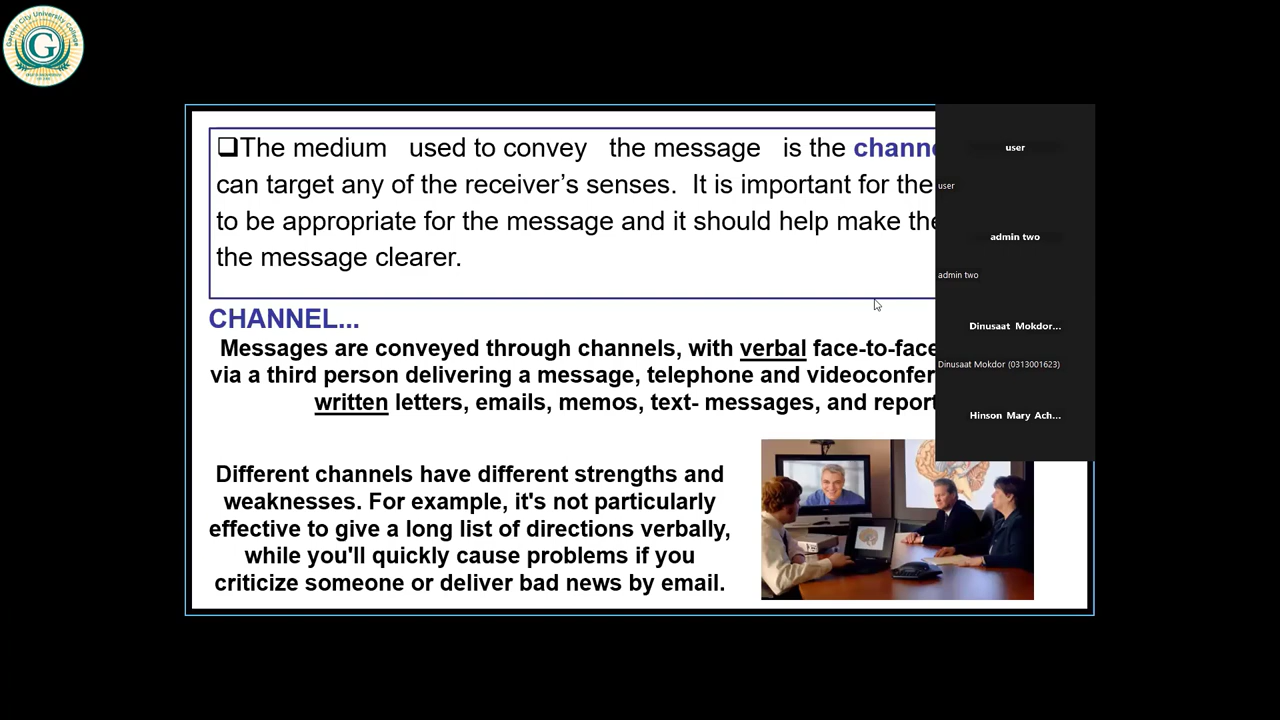 Garden City University College
G
❑The medium used to convey the message is the
can target any of the receiver's senses. It is important for the
to be appropriate for the message and it should help make
the message clearer.
CHANNEL...
Messages are conveyed through channels, with verbal face-to-face
via a third person delivering a message, telephone and
written letters, emails, memos, text- messages, and
Different channels have different strengths and
weaknesses. For example, it's not particularly
effective to give a long list of directions verbally,
while you'll quickly cause problems if you
criticize someone or deliver bad news by email.
user
user
admin two
admin two
Dinusaat Mokdor...
Dinusaat Mokdor (0313001623)
Hinson Mary Ach...